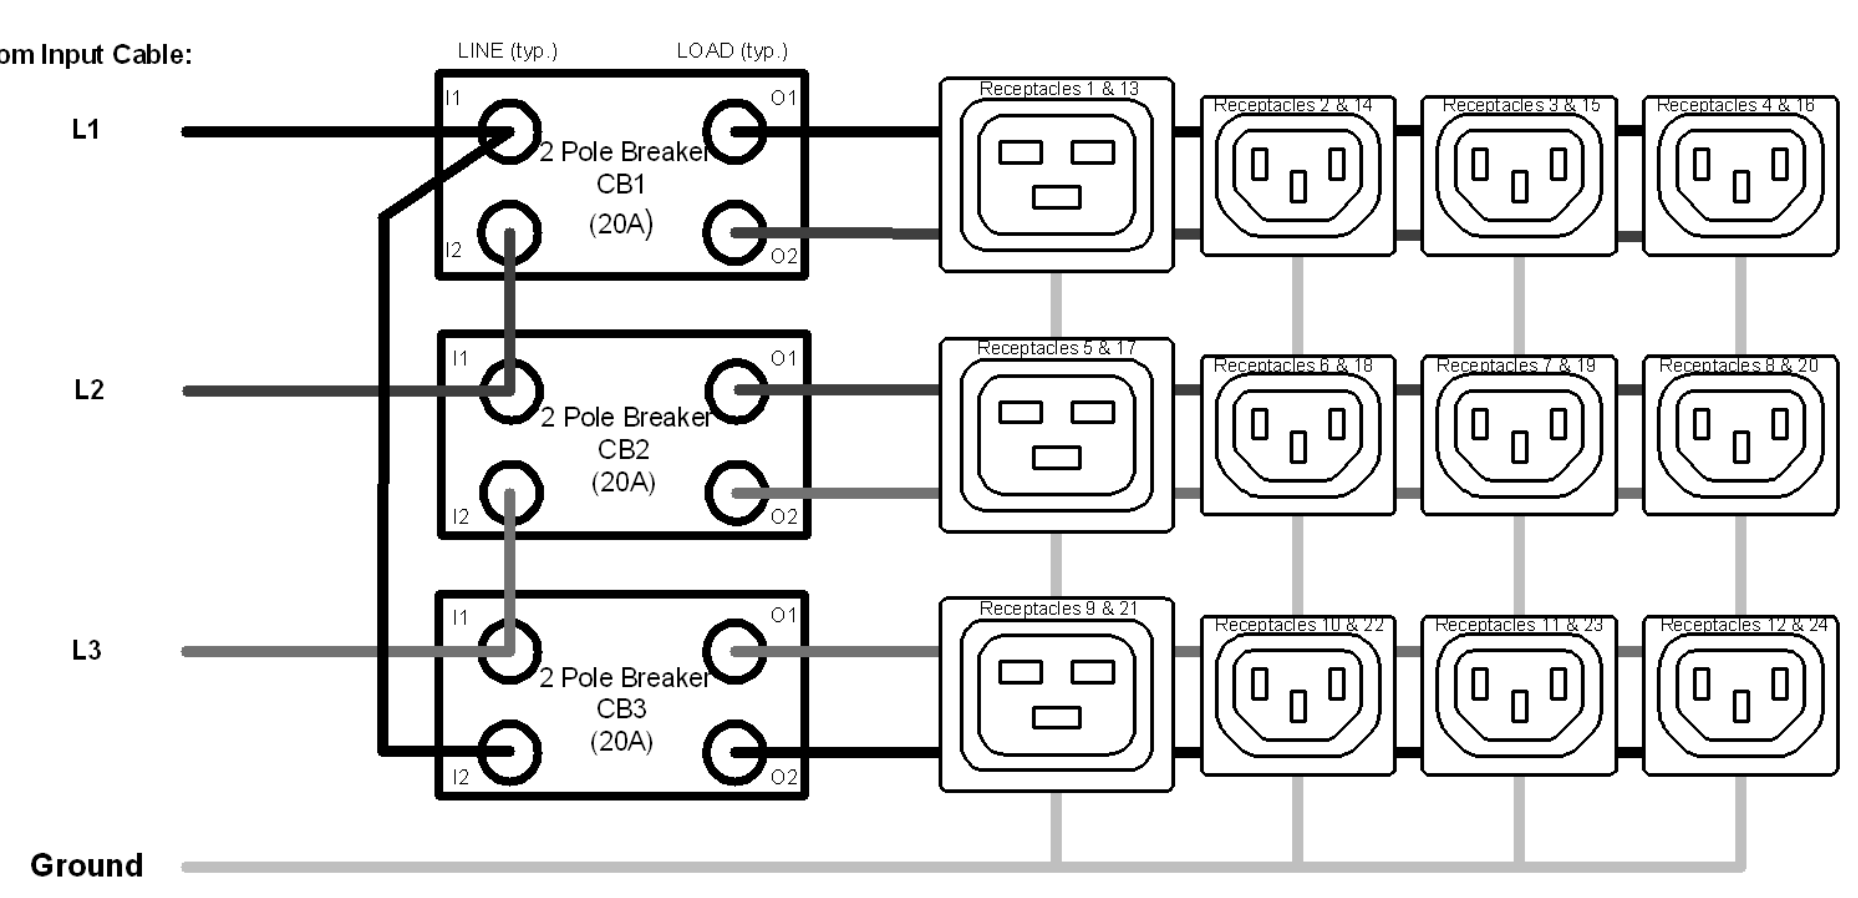 om Input Cable:
LINE (typ.) LOAD (typ.)
I1 O1
Receptacles 1 & 13
Receptacles 2 & 14 Receptacles 3 & 15 Receptacles 4 & 16
L1
2 Pole Breaker
CB1
(20A)
I2 O2
I1 O1
Receptacles 5 & 17
Receptacles 6 & 18 Receptacles 7 & 19 Receptacles 8 & 20
L2
2 Pole Breaker
CB2
(20A)
I2 O2
I1 O1
Receptacles 9 & 21
Receptacles 10 & 22 Receptacles 11 & 23 Receptacles 12 & 24
L3
2 Pole Breaker
CB3
(20A)
I2 O2
Ground